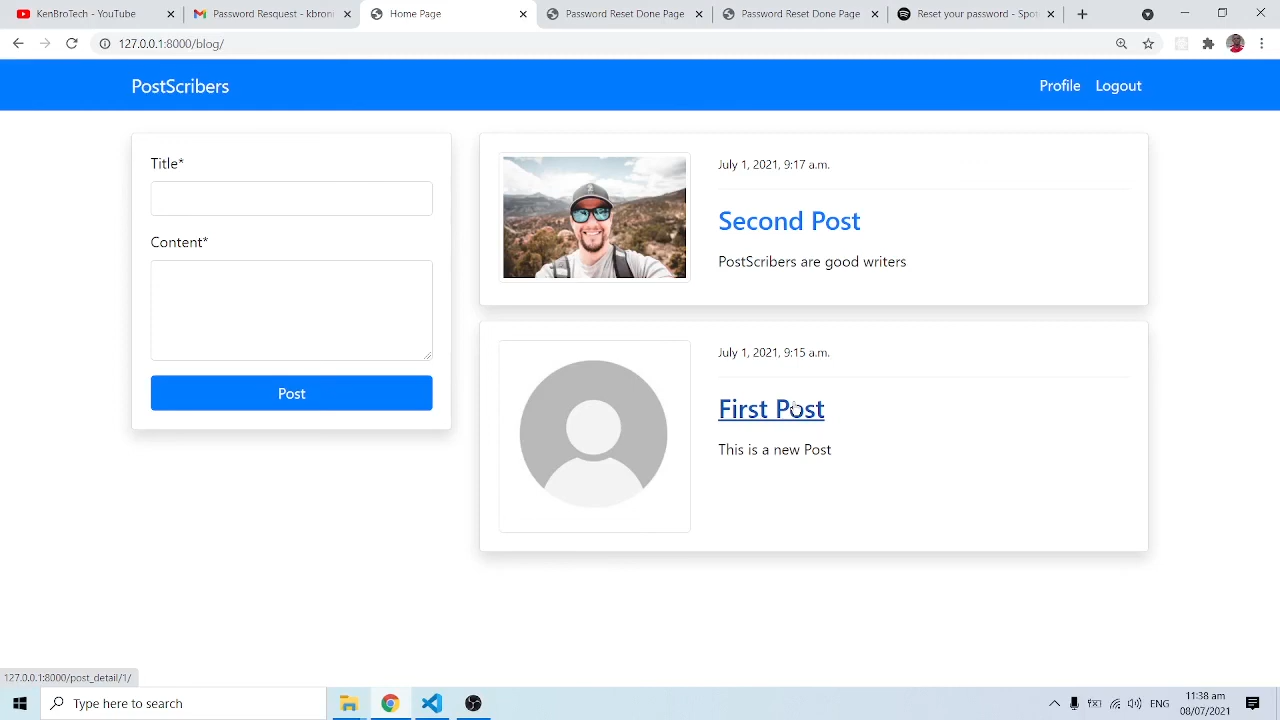 KenBroTech - YouTube
Password Resquest - kbron
Home Page
Password Reset Done Page
Password Reset Done Page
Reset your password - Spot
127.0.0.1:8000/blog/
PostScribers
Profile
Logout
Title*
Content*
Post
July 1, 2021, 9:17 a.m.
Second Post
PostScribers are good writers
July 1, 2021, 9:15 a.m.
First Post
This is a new Post
127.0.0.1:8000/post_detail/1/
Type here to search
ENG
11:38 am
08/07/2021